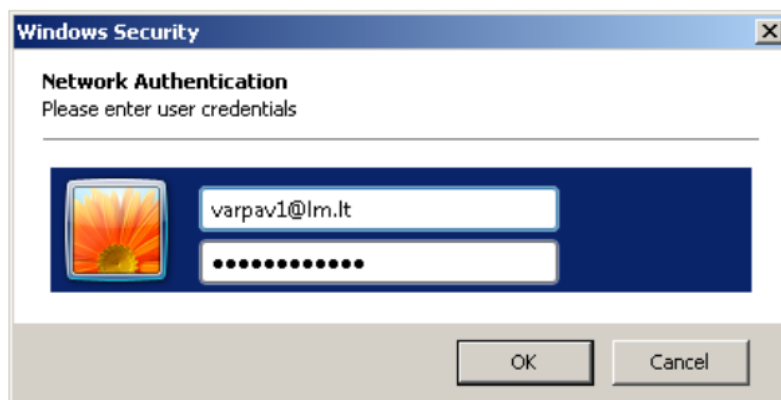 Windows Security
Network Authentication
Please enter user credentials
varpav1@lm.lt
••••••••••••
OK
Cancel